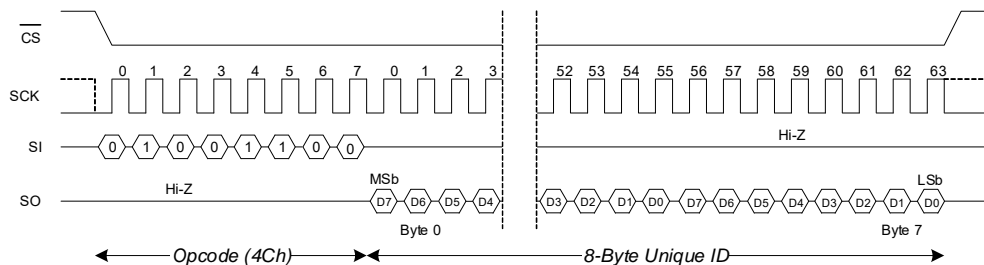 CS
0 1 2 3 4 5 6 7 0 1 2 3 52 53 54 55 56 57 58 59 60 61 62 63
SCK
Hi-Z
SI 0 1 0 0 1 1 0 0
Hi-Z MSb LSb
SO D7 D6 D5 D4 D3 D2 D1 D0 D7 D6 D5 D4 D3 D2 D1 D0
Byte 0 Byte 7
Opcode (4Ch) 8-Byte Unique ID